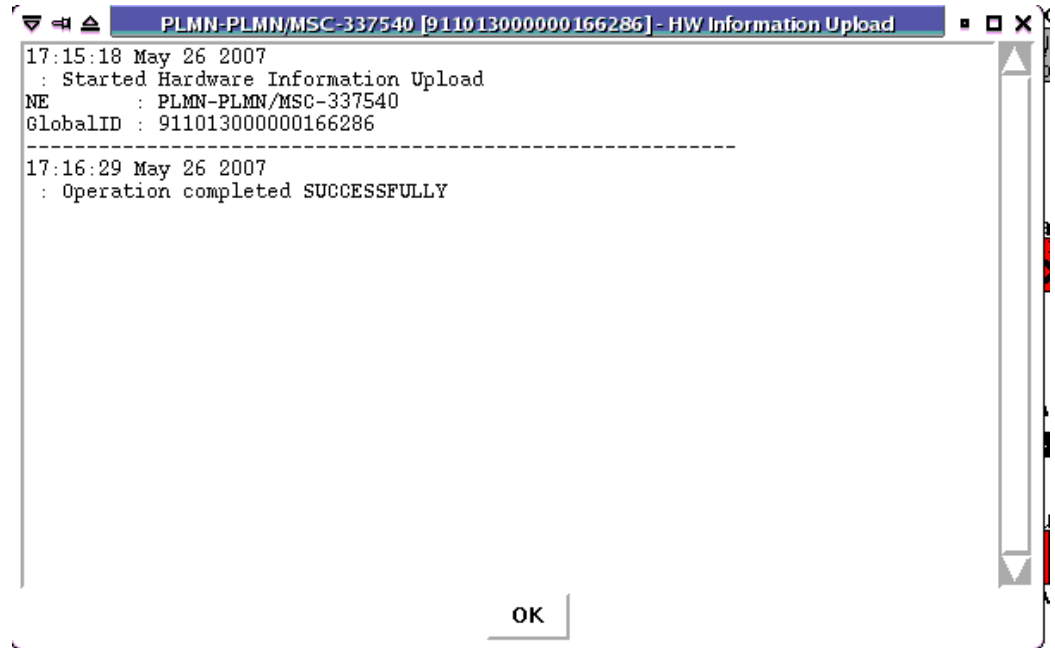 PLMN-PLMN/MSC-337540 [911013000000166286] - HW Information Upload
17:15:18 May 26 2007
: Started Hardware Information Upload
NE : PLMN-PLMN/MSC-337540
GlobalID : 911013000000166286
-----------------------------------------------------------
17:16:29 May 26 2007
: Operation completed SUCCESSFULLY
OK